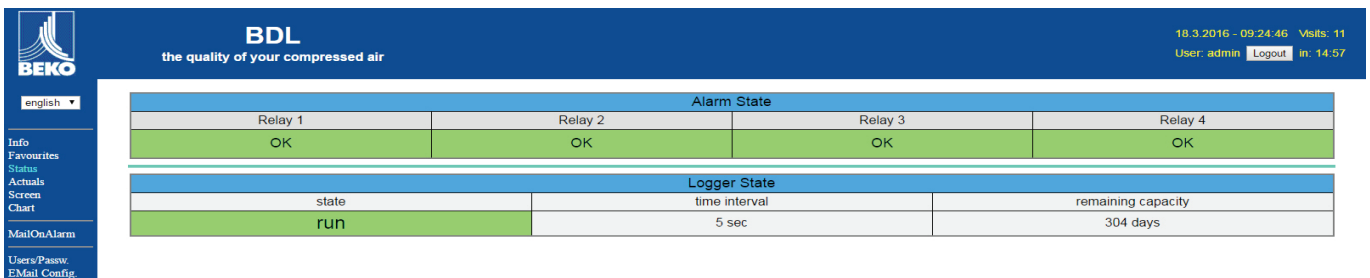 BEKO
BDL
the quality of your compressed air
18.3.2016 - 09:24:46 Visits: 11
User: admin Logout in: 14:57
english
Info
Favourites
Status
Actuals
Screen
Chart
MailOnAlarm
Users/Passw.
EMail Config.
Alarm State
Relay 1 Relay 2 Relay 3 Relay 4
OK OK OK OK
Logger State
state time interval remaining capacity
run 5 sec 304 days